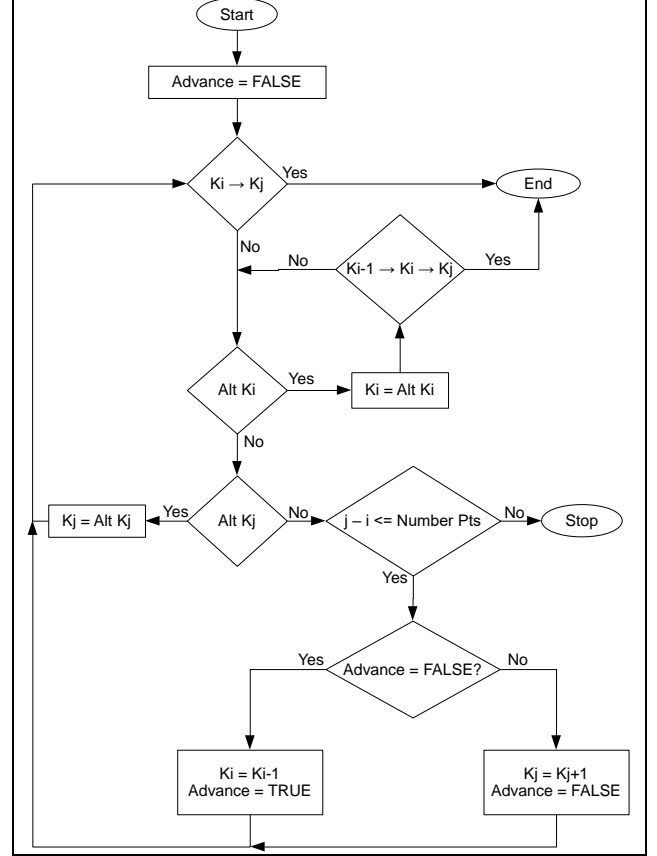 Start
Advance = FALSE
Ki → Kj
Yes
End
No
No
Ki-1 → Ki → Kj
Yes
Alt Ki
Yes
Ki = Alt Ki
No
Kj = Alt Kj
Yes
Alt Kj
No
j – i <= Number Pts
No
Stop
Yes
Yes
Advance = FALSE?
No
Ki = Ki-1
Advance = TRUE
Kj = Kj+1
Advance = FALSE